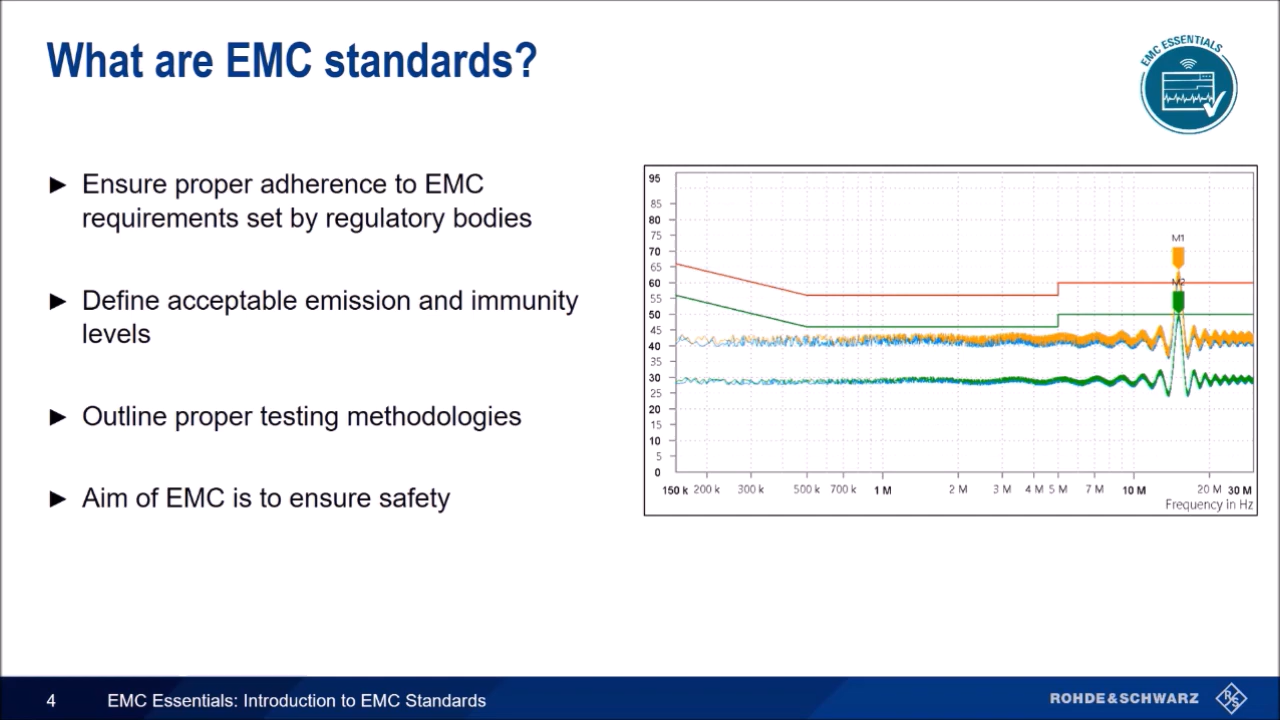 What are EMC standards?
EMC ESSENTIALS
► Ensure proper adherence to EMC
requirements set by regulatory bodies
► Define acceptable emission and immunity
levels
► Outline proper testing methodologies
► Aim of EMC is to ensure safety
95
85
80
75
70
65
60
55
50
45
40
35
30
25
20
15
10
5
0
M1
M2
150 k 200 k 300 k 500 k 700 k 1 M 2 M 3 M 4 M 5 M 7 M 10 M 20 M 30 M
Frequency in Hz
4 EMC Essentials: Introduction to EMC Standards
ROHDE & SCHWARZ
R S